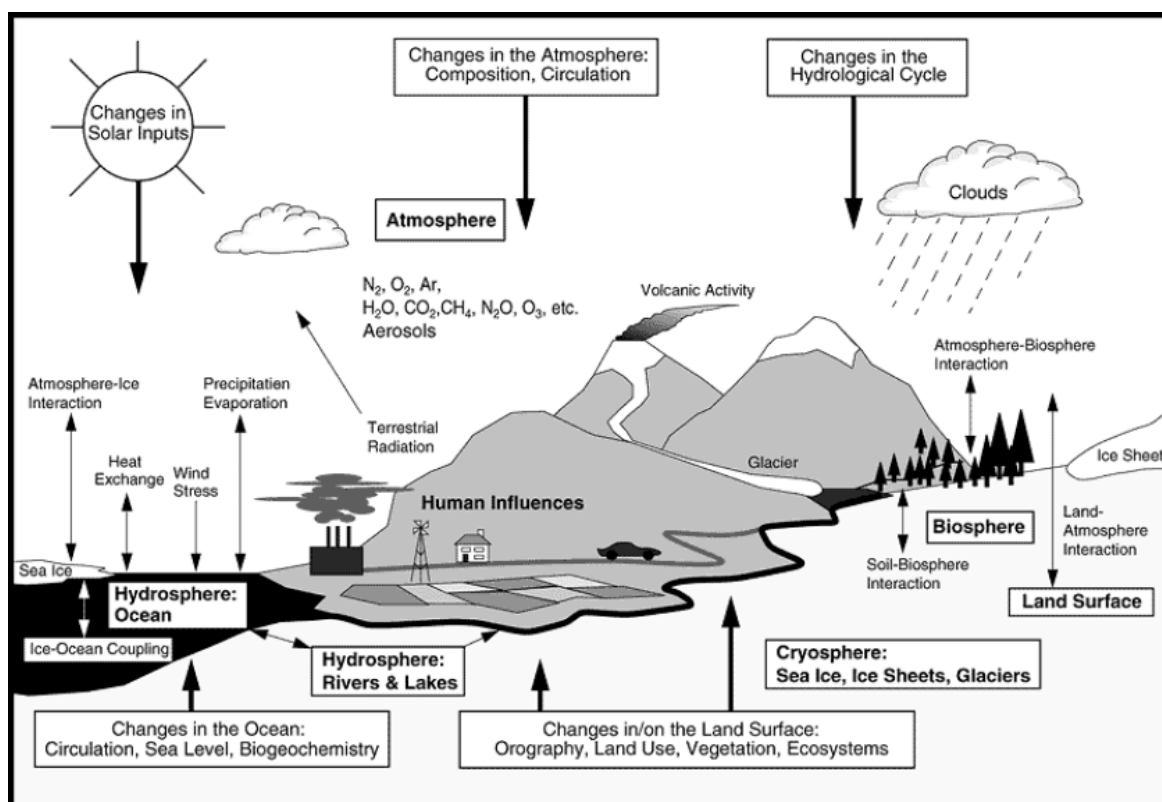 Changes in the Atmosphere:
Composition, Circulation
Changes in the
Hydrological Cycle
Changes in
Solar Inputs
Clouds
Atmosphere
N₂, O₂, Ar,
H₂O, CO₂,CH₄, N₂O, O₃, etc.
Aerosols
Volcanic Activity
Atmosphere-Biosphere
Interaction
Atmosphere-Ice
Interaction
Precipitation
Evaporation
Terrestrial
Radiation
Heat
Exchange
Wind
Stress
Glacier
Ice Sheet
Human Influences
Biosphere
Land-
Atmosphere
Interaction
Soil-Biosphere
Interaction
Sea Ice
Hydrosphere:
Ocean
Land Surface
Ice-Ocean Coupling
Hydrosphere:
Rivers & Lakes
Cryosphere:
Sea Ice, Ice Sheets, Glaciers
Changes in the Ocean:
Circulation, Sea Level, Biogeochemistry
Changes in/on the Land Surface:
Orography, Land Use, Vegetation, Ecosystems